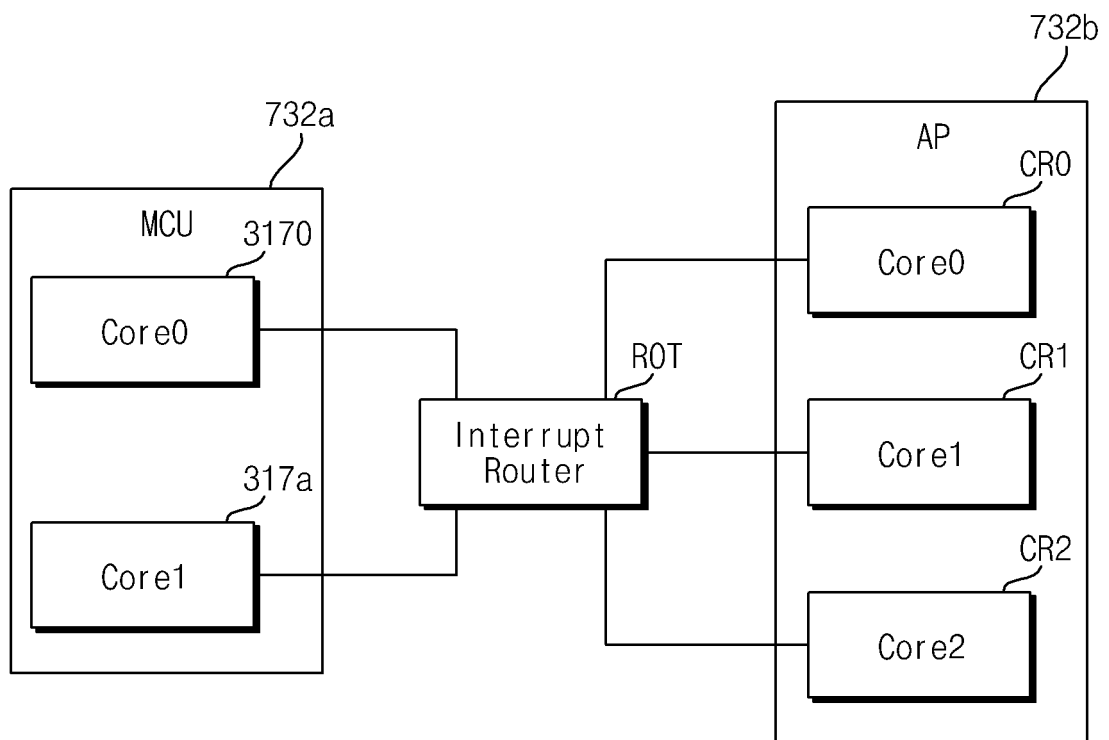 732b
732a
AP
CR0
MCU
3170
Core0
Core0
ROT
CR1
Interrupt
Router
Core1
317a
CR2
Core1
Core2